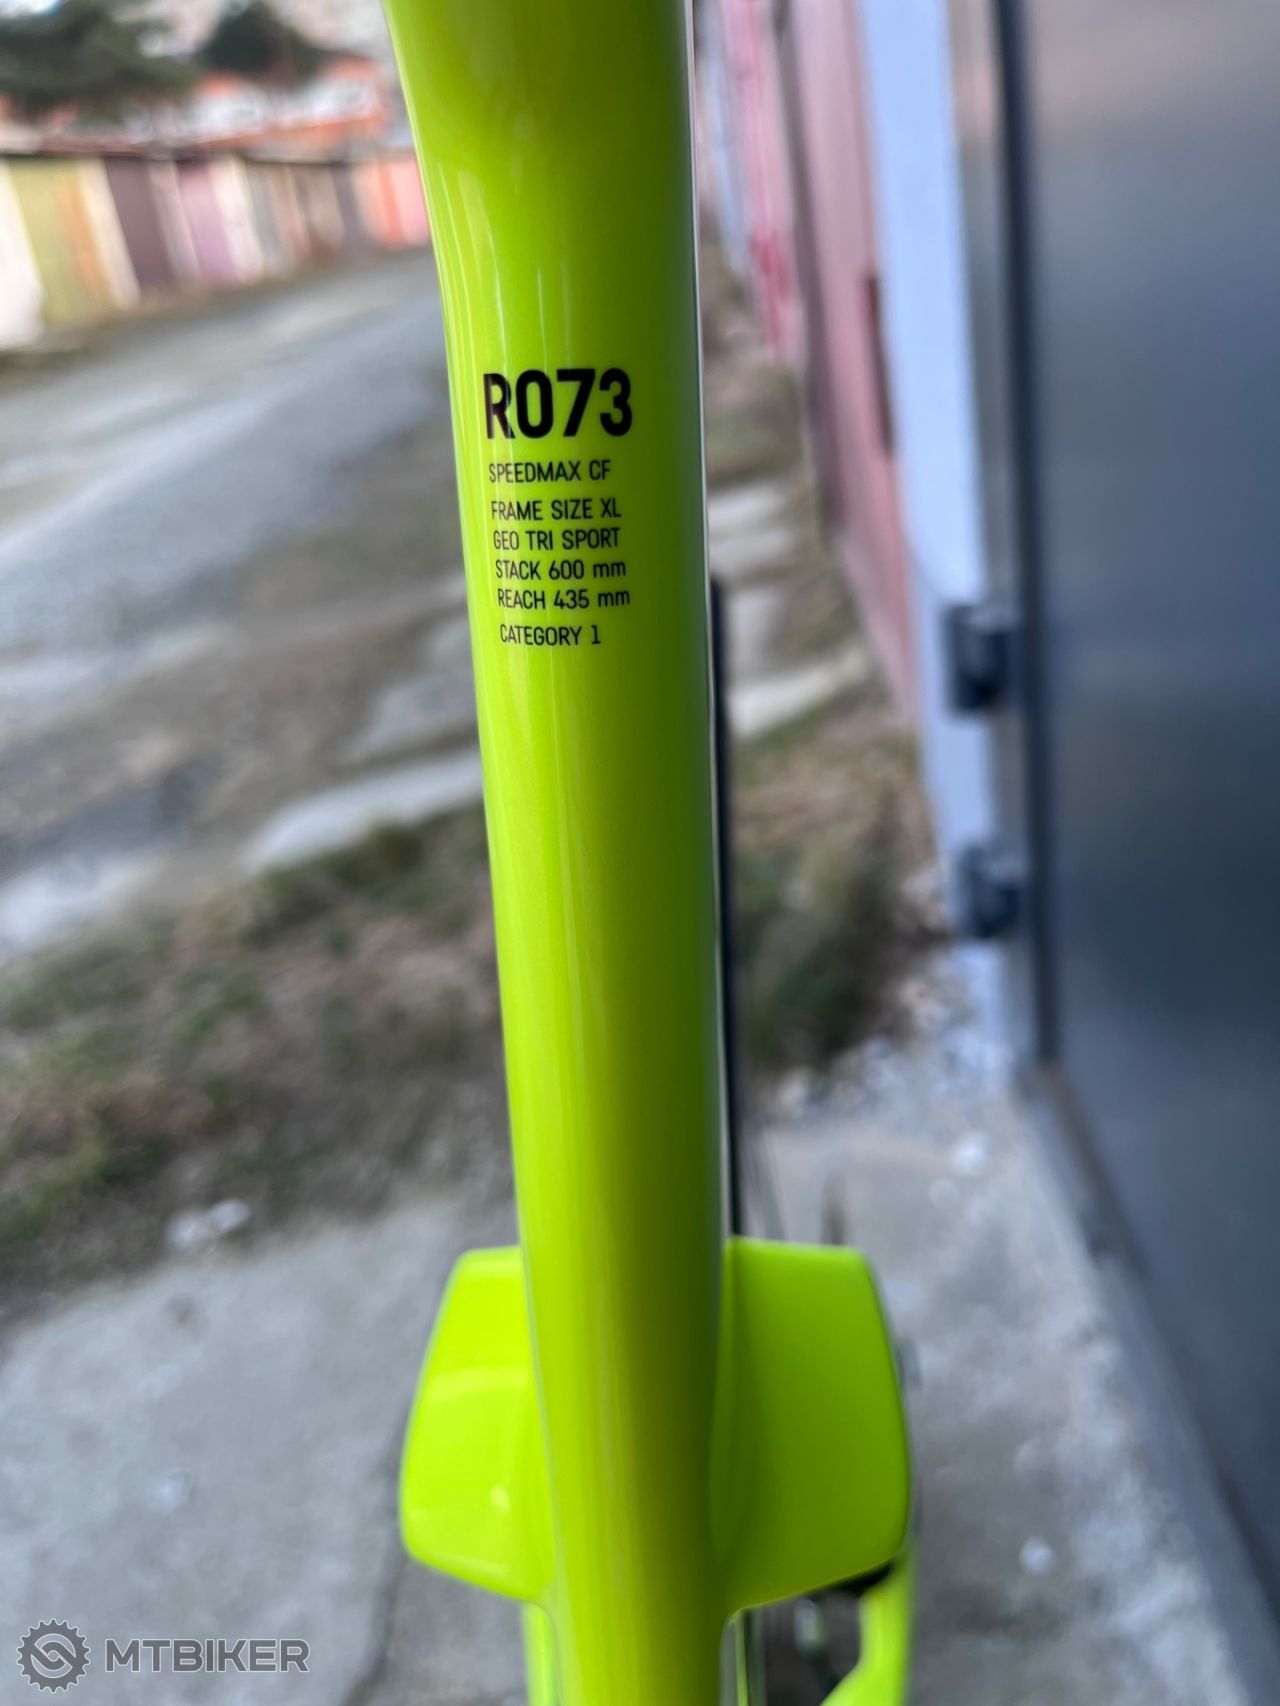 R073
SPEEDMAX CF
FRAME SIZE XL
GEO TRI SPORT
STACK 600 mm
REACH 435 mm
CATEGORY 1
MTBIKER